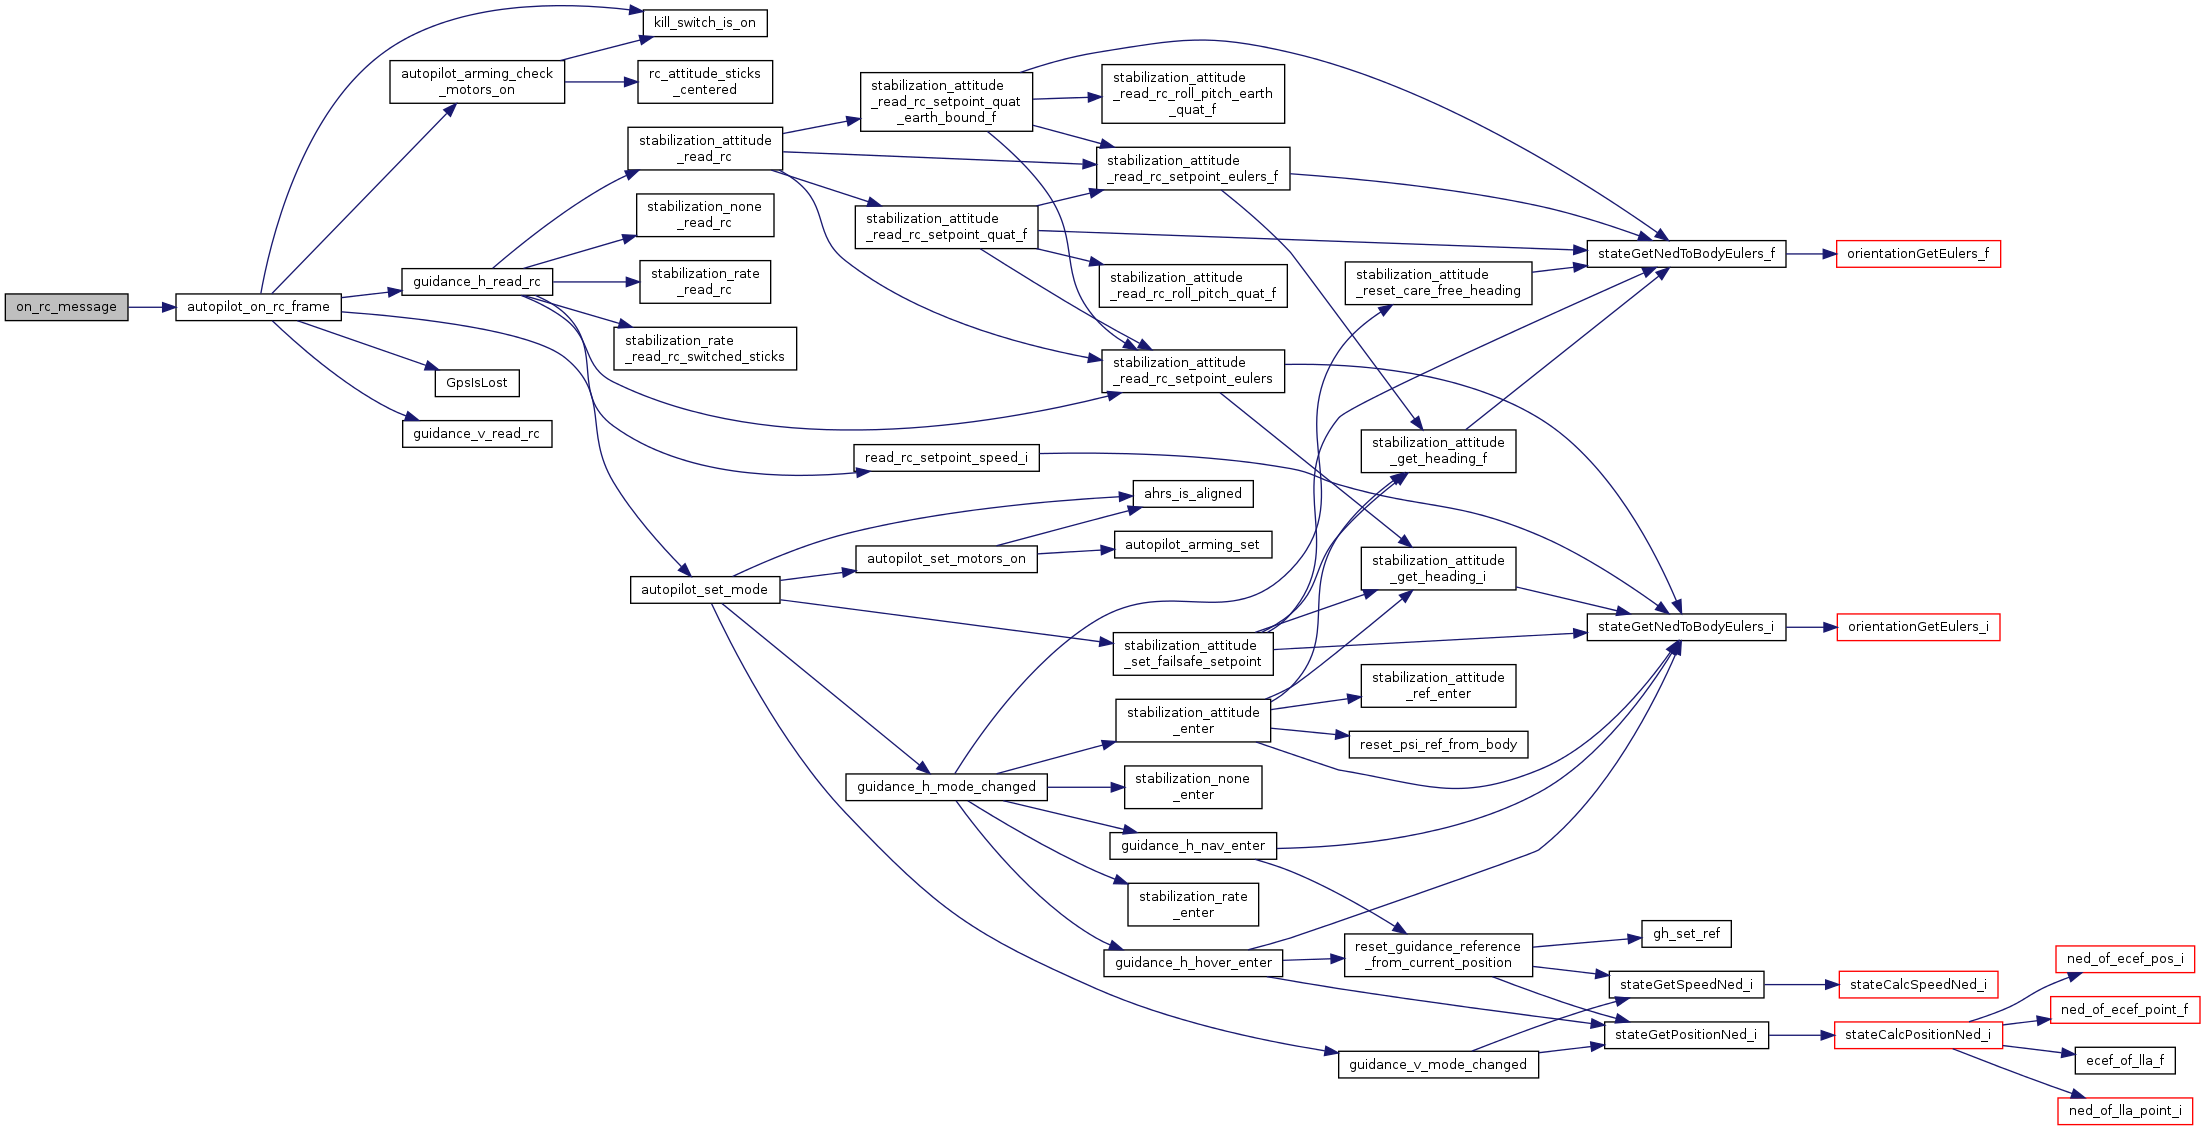 on_rc_message
autopilot_on_rc_frame
kill_switch_is_on
autopilot_arming_check
_motors_on
rc_attitude_sticks
_centered
guidance_h_read_rc
GpsIsLost
guidance_v_read_rc
stabilization_attitude
_read_rc
stabilization_none
_read_rc
stabilization_rate
_read_rc
stabilization_rate
_read_rc_switched_sticks
autopilot_set_mode
stabilization_attitude
_read_rc_setpoint_quat
_earth_bound_f
stabilization_attitude
_read_rc_setpoint_quat_f
read_rc_setpoint_speed_i
autopilot_set_motors_on
guidance_h_mode_changed
stabilization_attitude
_read_rc_roll_pitch_earth
_quat_f
stabilization_attitude
_read_rc_setpoint_eulers_f
stabilization_attitude
_read_rc_roll_pitch_quat_f
stabilization_attitude
_read_rc_setpoint_eulers
ahrs_is_aligned
autopilot_arming_set
stabilization_attitude
_set_failsafe_setpoint
stabilization_attitude
_enter
stabilization_none
_enter
guidance_h_nav_enter
stabilization_rate
_enter
guidance_h_hover_enter
stabilization_attitude
_reset_care_free_heading
stabilization_attitude
_get_heading_f
stabilization_attitude
_get_heading_i
stabilization_attitude
_ref_enter
reset_psi_ref_from_body
reset_guidance_reference
_from_current_position
guidance_v_mode_changed
stateGetNedToBodyEulers_f
stateGetNedToBodyEulers_i
gh_set_ref
stateGetSpeedNed_i
stateGetPositionNed_i
orientationGetEulers_f
orientationGetEulers_i
stateCalcSpeedNed_i
stateCalcPositionNed_i
ned_of_ecef_pos_i
ned_of_ecef_point_f
ecef_of_lla_f
ned_of_lla_point_i